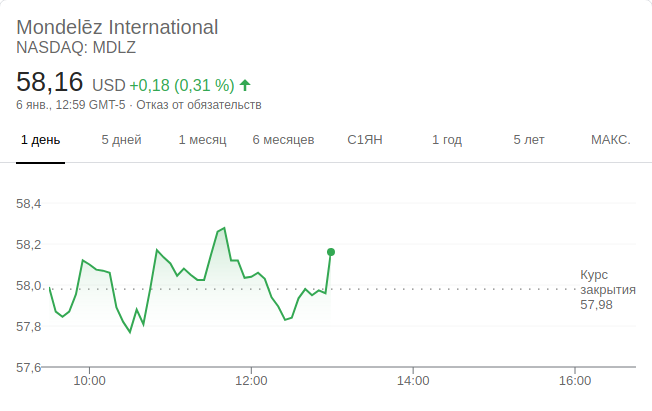 Mondelēz International
NASDAQ: MDLZ
58,16 USD +0,18 (0,31 %)
6 янв., 12:59 GMT-5 · Отказ от обязательств
1 день 5 дней 1 месяц 6 месяцев С1ЯН 1 год 5 лет МАКС.
58,4
58,2
58,0
57,8
57,6
Курс
закрытия
57,98
10:00 12:00 14:00 16:00